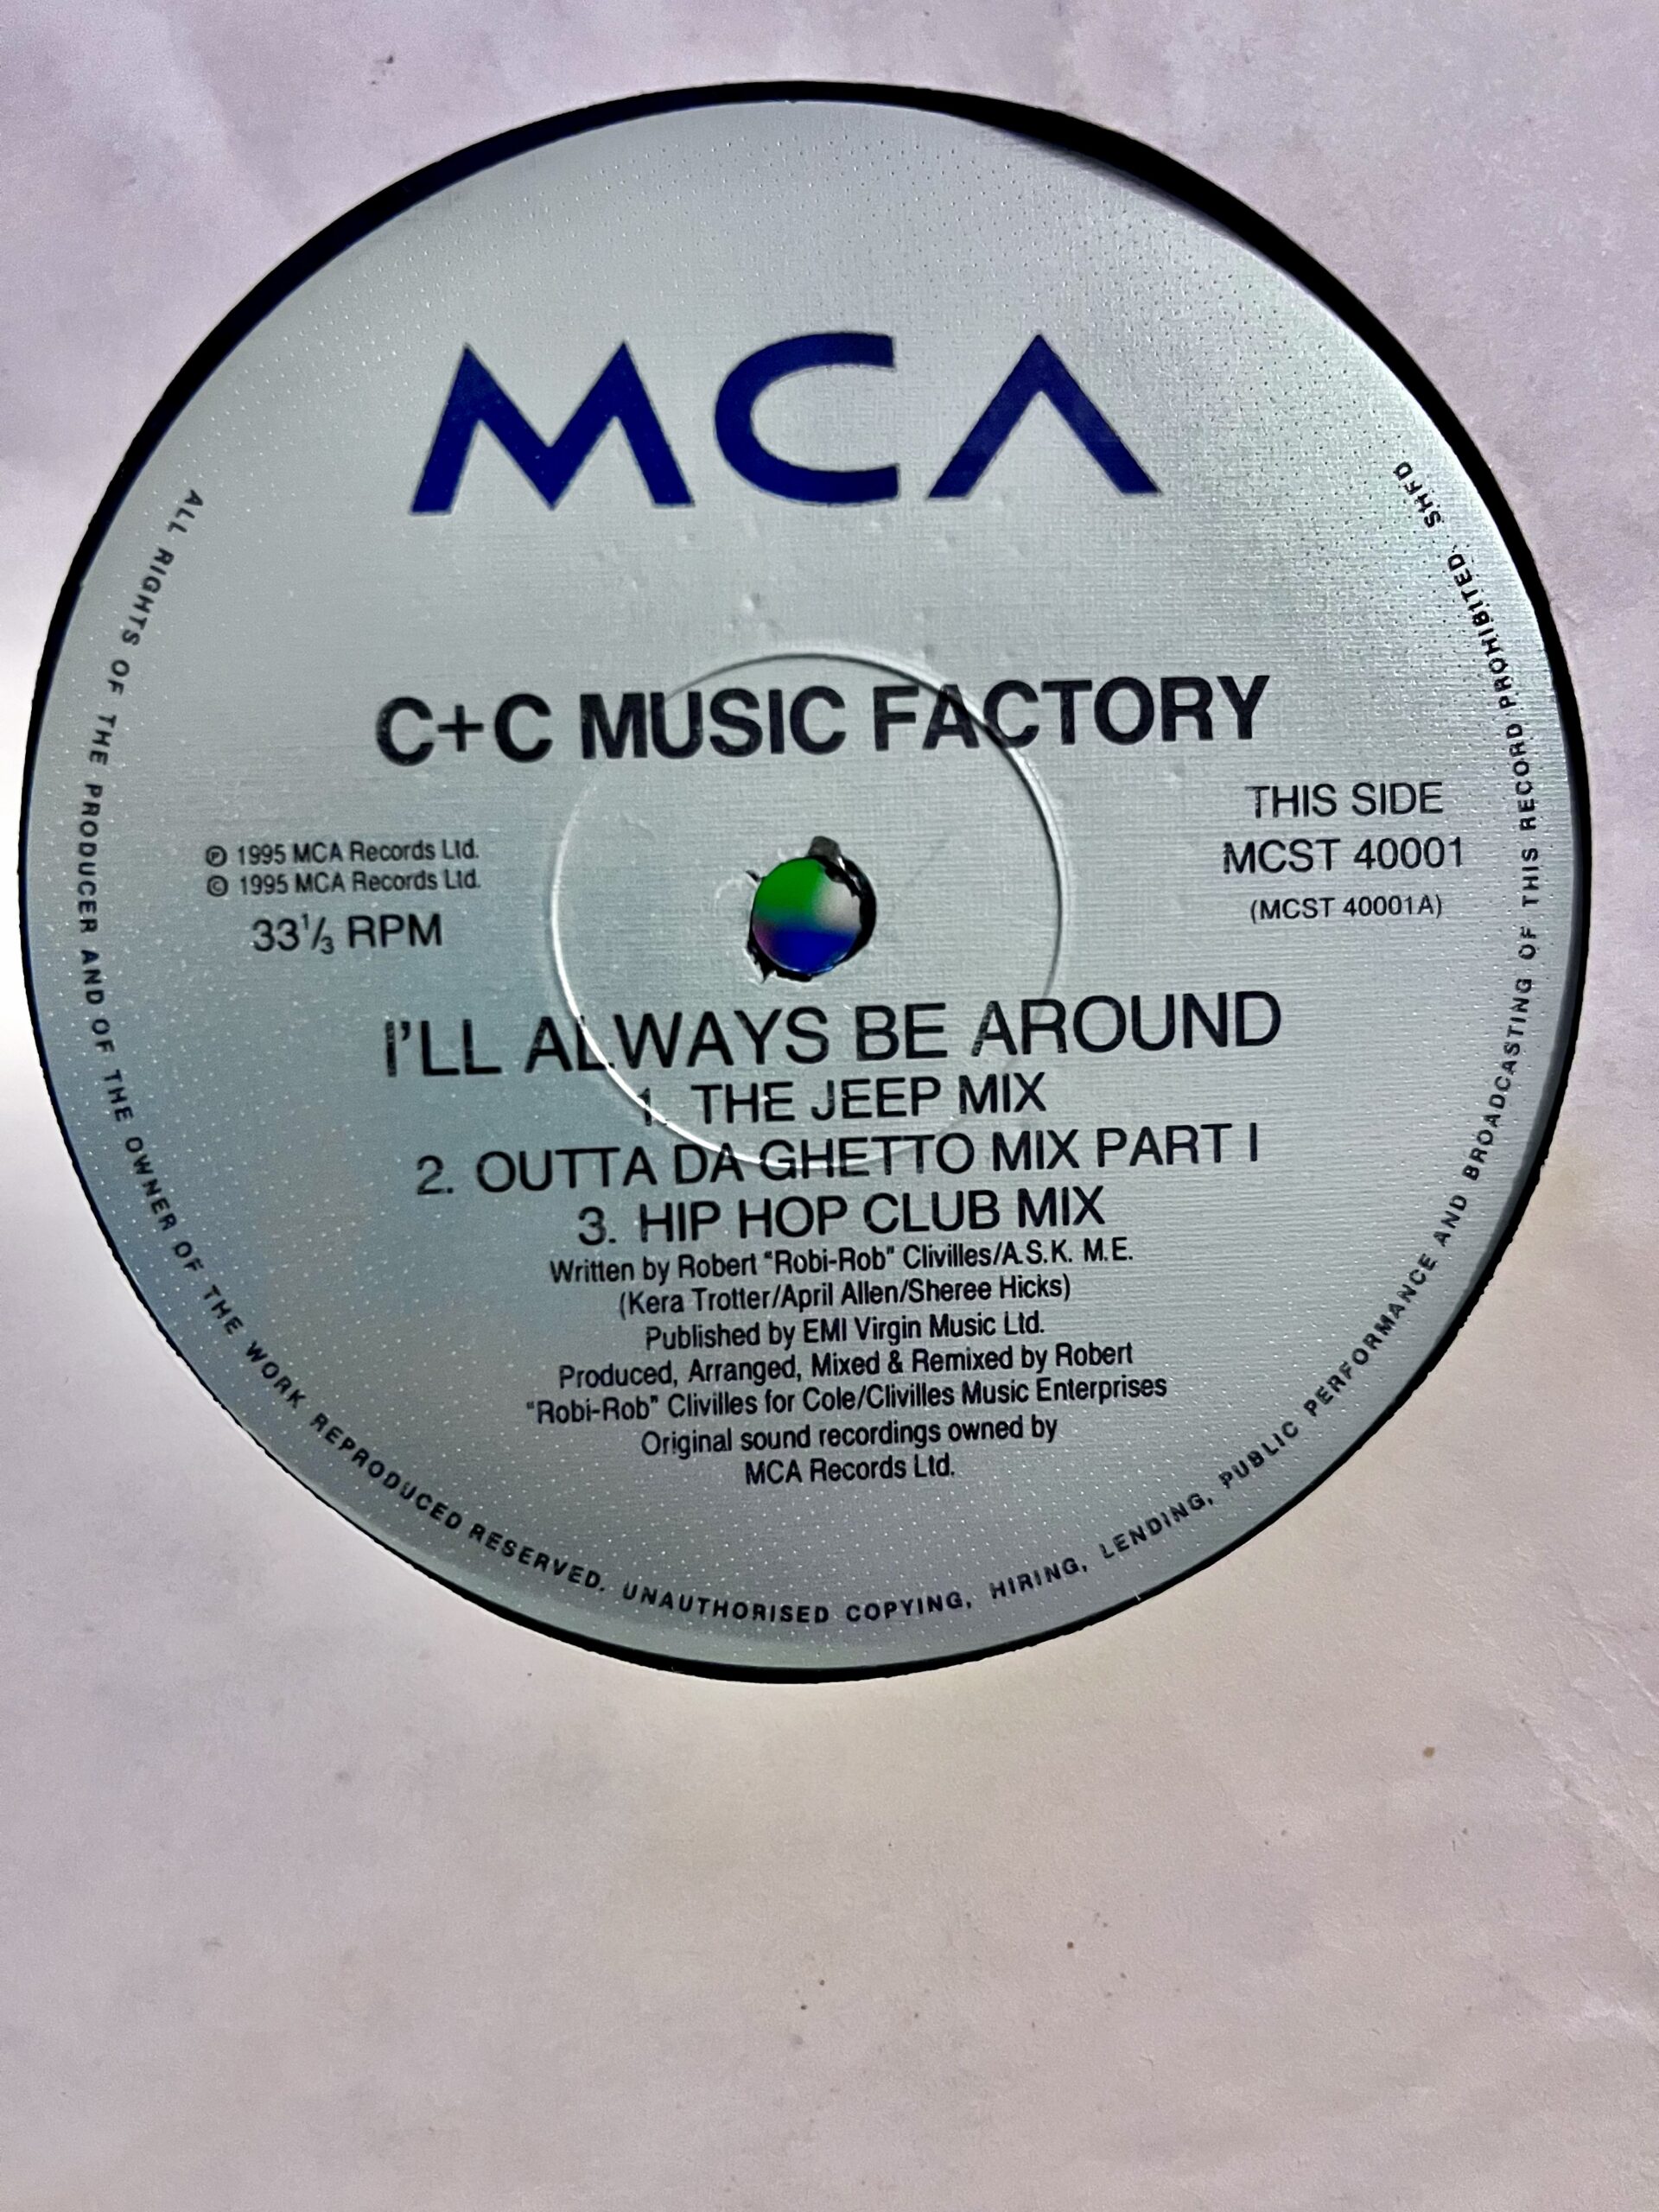 MCA
C+C MUSIC FACTORY
THIS SIDE
MCST 40001
(MCST 40001A)
℗ 1995 MCA Records Ltd.
© 1995 MCA Records Ltd.
33⅓ RPM
I'LL ALWAYS BE AROUND
1. THE JEEP MIX
2. OUTTA DA GHETTO MIX PART I
3. HIP HOP CLUB MIX
Written by Robert "Robi-Rob" Clivilles/A.S.K. M.E.
(Kera Trotter/April Allen/Sheree Hicks)
Published by EMI Virgin Music Ltd.
Produced, Arranged, Mixed & Remixed by Robert
"Robi-Rob" Clivilles for Cole/Clivilles Music Enterprises
Original sound recordings owned by
MCA Records Ltd.
ALL RIGHTS OF THE PRODUCER AND OF THE OWNER OF THE WORK REPRODUCED RESERVED. UNAUTHORISED COPYING, HIRING, LENDING, PUBLIC PERFORMANCE AND BROADCASTING OF THIS RECORD PROHIBITED. SHFD